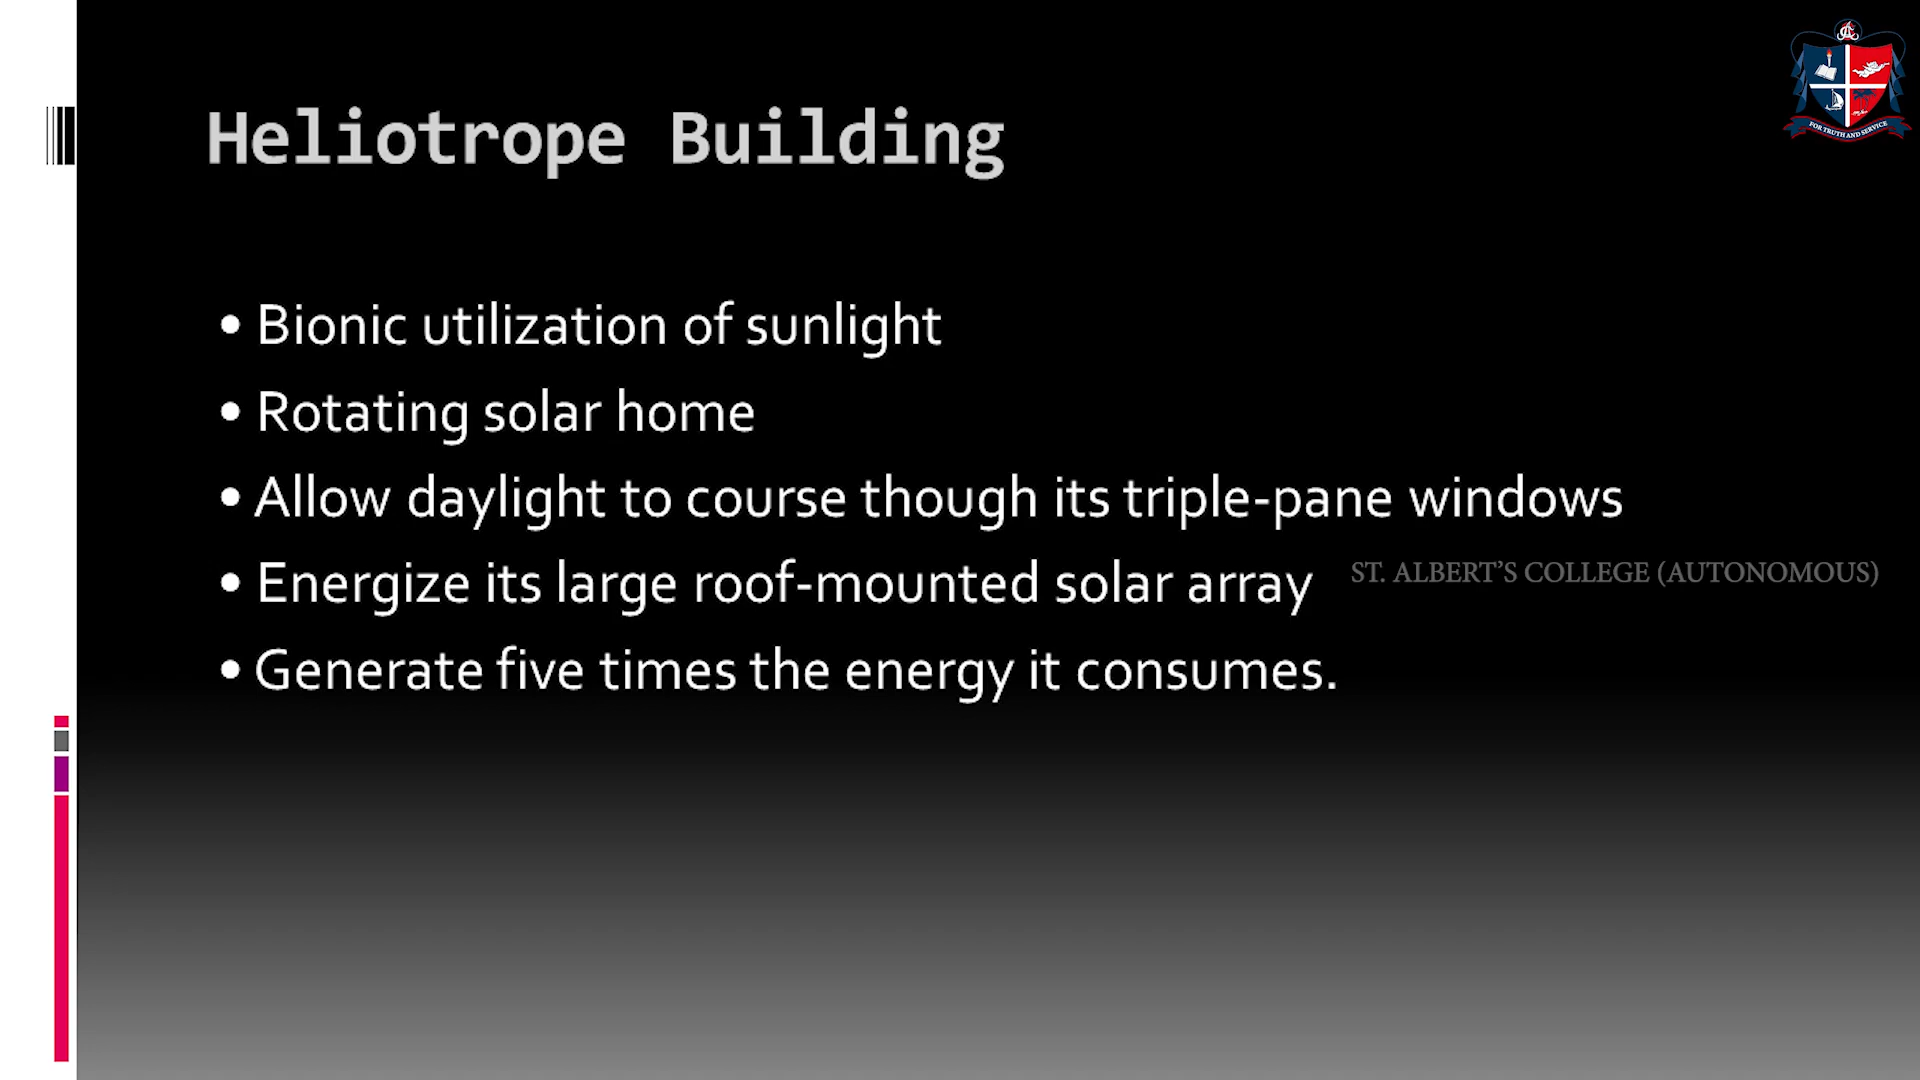 Heliotrope Building
• Bionic utilization of sunlight
• Rotating solar home
• Allow daylight to course though its triple-pane windows
• Energize its large roof-mounted solar array
ST. ALBERT'S COLLEGE (AUTONOMOUS)
• Generate five times the energy it consumes.
FOR TRUTH AND SERVICE